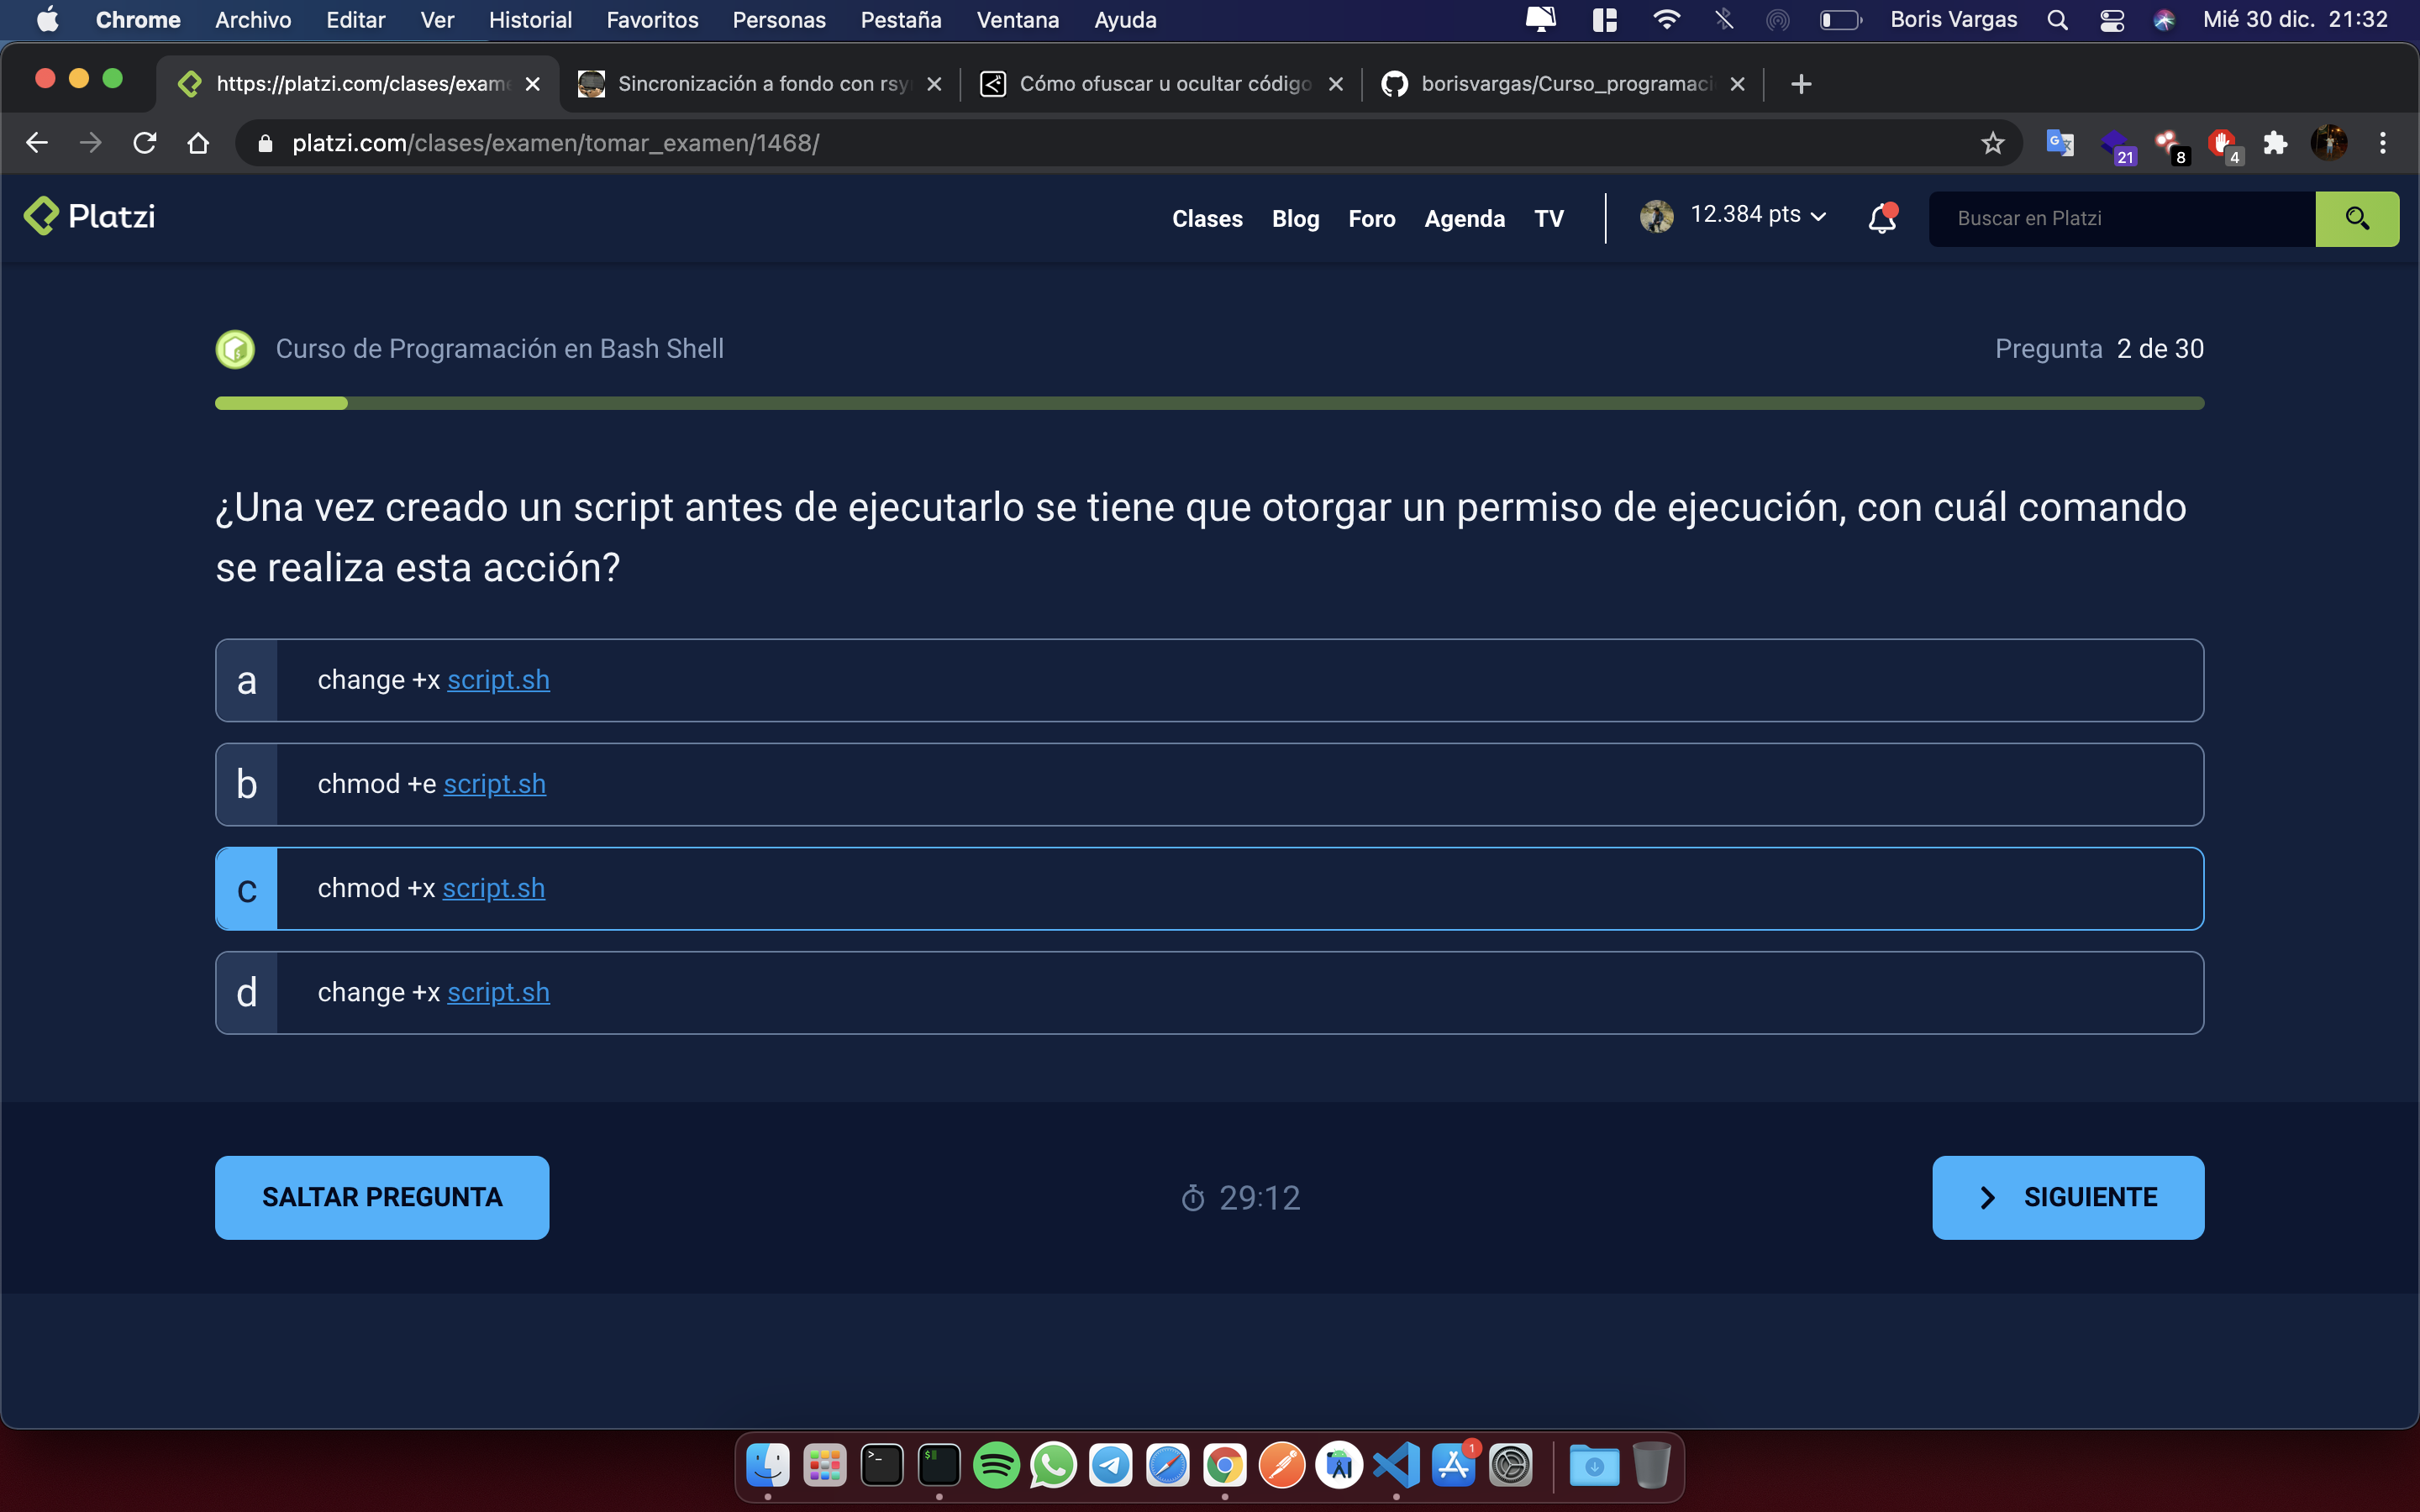 Chrome Archivo Editar Ver Historial Favoritos Personas Pestaña Ventana Ayuda Boris Vargas Mié 30 dic. 21:32
https://platzi.com/clases/exam Sincronización a fondo con rsy Cómo ofuscar u ocultar código borisvargas/Curso_programaci
platzi.com/clases/examen/tomar_examen/1468/ 21 8 4
Platzi Clases Blog Foro Agenda TV 12.384 pts Buscar en Platzi
Curso de Programación en Bash Shell Pregunta 2 de 30
¿Una vez creado un script antes de ejecutarlo se tiene que otorgar un permiso de ejecución, con cuál comando
se realiza esta acción?
a change +x script.sh
b chmod +e script.sh
c chmod +x script.sh
d change +x script.sh
SALTAR PREGUNTA 29:12 SIGUIENTE
1